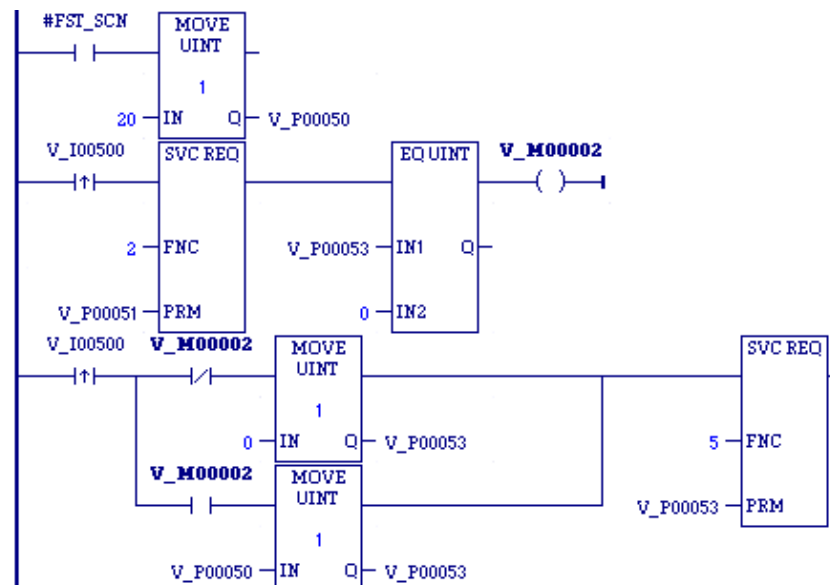 #FST_SCN MOVE
UINT
1
20 IN Q V_P00050
V_I00500 SVC REQ EQ UINT V_M00002
2 FNC V_P00053 IN1 Q
V_P00051 PRM 0 IN2
V_I00500 V_M00002 MOVE SVC REQ
UINT
1
0 IN Q V_P00053 5 FNC
V_M00002 MOVE
UINT V_P00053 PRM
1
V_P00050 IN Q V_P00053